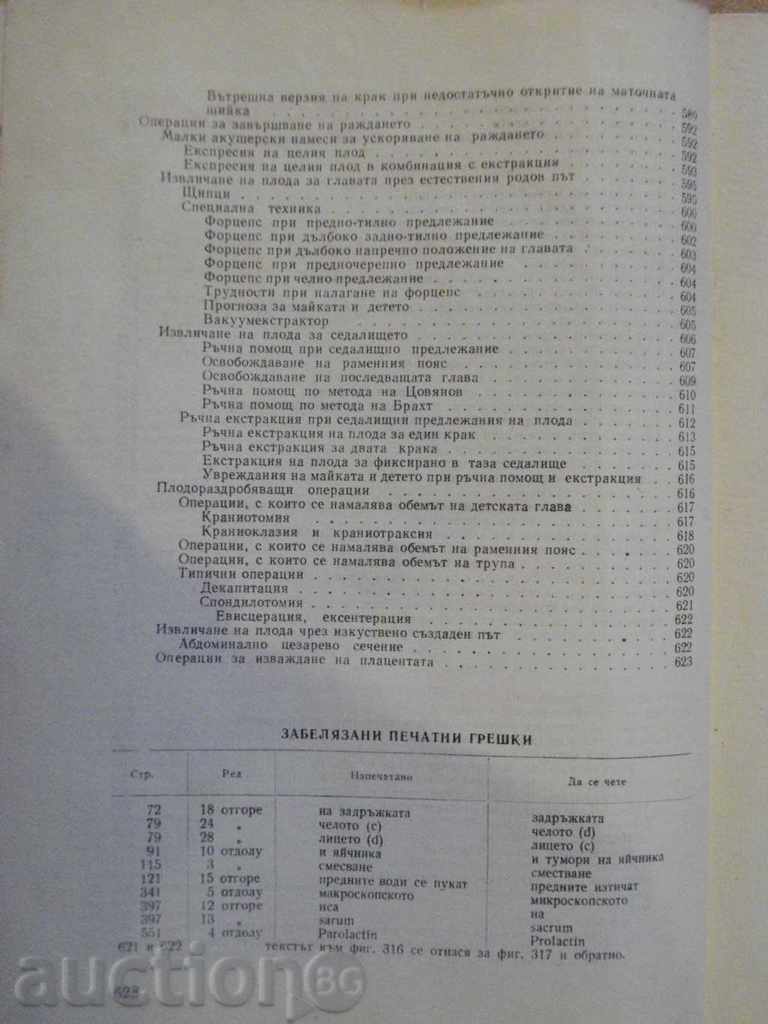 Вътрешна верзия на крак при недостатъчно откритие на маточната
шийка . . . 589
Операции за завършване на раждането . . . 592
Малки акушерски намеси за ускоряване на раждането . . . 592
Експресия на целия плод . . . 592
Експресия на целия плод в комбинация с екстракция . . . 593
Извличане на плода за главата през естествения родов път . . . 595
Щипци . . . 595
Специална техника . . . 600
Форцепс при предно-тилно предлежание . . . 600
Форцепс при дълбоко задно-тилно предлежание . . . 602
Форцепс при дълбоко напречно положение на главата . . . 603
Форцепс при предночерепно предлежание . . . 604
Форцепс при челно предлежание . . . 604
Трудности при налагане на форцепс . . . 604
Прогноза за майката и детето . . . 605
Вакуумекстрактор . . . 605
Извличане на плода за седалището . . . 606
Ръчна помощ при седалищно предлежание . . . 607
Освобождаване на раменния пояс . . . 607
Освобождаване на последващата глава . . . 609
Ръчна помощ по метода на Цовянов . . . 610
Ръчна помощ по метода на Брахт . . . 611
Ръчна екстракция при седалищни предлежания на плода . . . 612
Ръчна екстракция на плода за един крак . . . 613
Ръчна екстракция за двата крака . . . 615
Екстракция на плода за фиксирано в таза седалище . . . 615
Увреждания на майката и детето при ръчна помощ и екстракция . . . 616
Плодораздробяващи операции . . . 616
Операции, с които се намалява обемът на детската глава . . . 617
Краниотомия . . . 617
Краниоклазия и краниотраксия . . . 618
Операции, с които се намалява обемът на раменния пояс . . . 620
Операции, с които се намалява обемът на трупа . . . 620
Типични операции . . . 620
Декапитация . . . 620
Спондилотомия . . . 621
Евисцерация, ексентерация . . . 622
Извличане на плода чрез изкуствено създаден път . . . 622
Абдоминално цезарево сечение . . . 622
Операции за изваждане на плацентата . . . 623
ЗАБЕЛЯЗАНИ ПЕЧАТНИ ГРЕШКИ
Стр. Ред Напечатано Да се чете
72 18 отгоре на задръжката задръжката
79 24 „ челото (c) челото (d)
79 28 „ лицето (d) лицето (c)
91 10 отдолу и яйчника и тумори на яйчника
115 3 „ смесване сместване
121 15 отгоре предните води се пукат предните изтичат
341 5 отдолу макроскопското микроскопското
397 12 отгоре иса на
397 13 „ sarum sacrum
551 4 отдолу Parolactin Prolactin
621 и 622 текстът към фиг. 316 се отнася за фиг. 317 и обратно.
628
auction BG